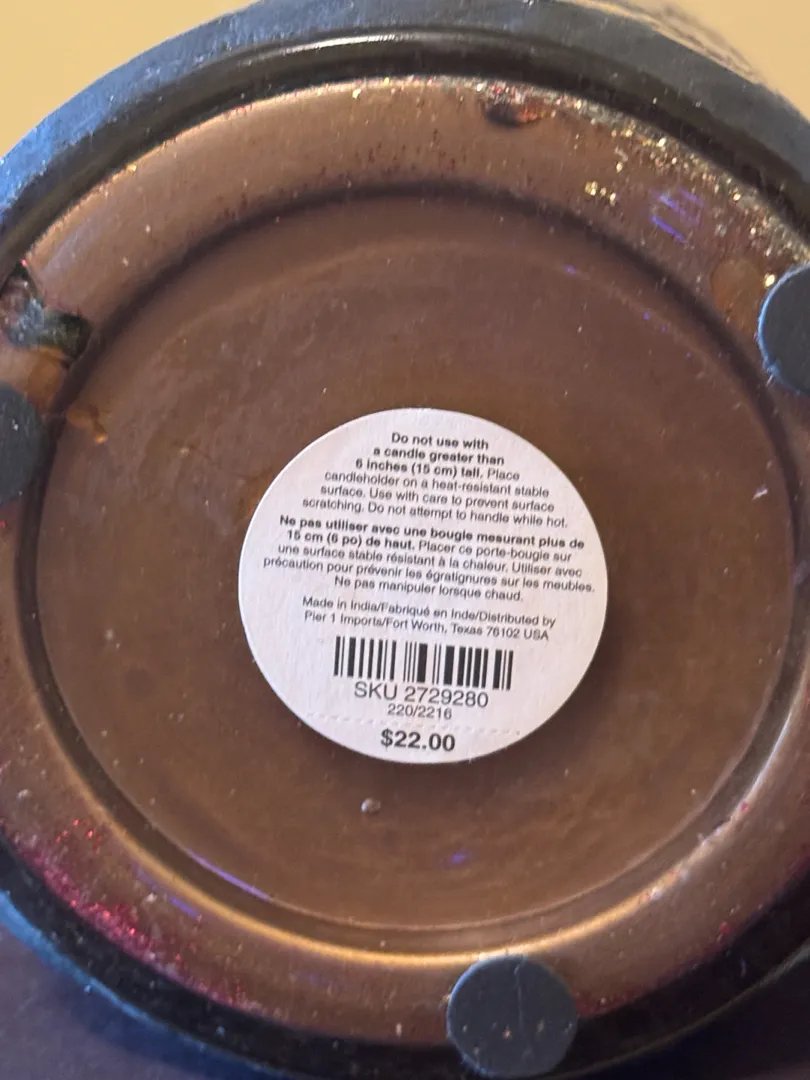 Do not use with
a candle greater than
6 inches (15 cm) tall. Place
candleholder on a heat-resistant stable
surface. Use with care to prevent surface
scratching. Do not attempt to handle while hot.
Ne pas utiliser avec une bougie mesurant plus de
15 cm (6 po) de haut. Placer ce porte-bougie sur
une surface stable résistant à la chaleur. Utiliser avec
précaution pour prévenir les égratignures sur les meubles.
Ne pas manipuler lorsque chaud.
Made in India/Fabriqué en Inde/Distributed by
Pier 1 Imports/Fort Worth, Texas 76102 USA
SKU 2729280
220/2216
$22.00